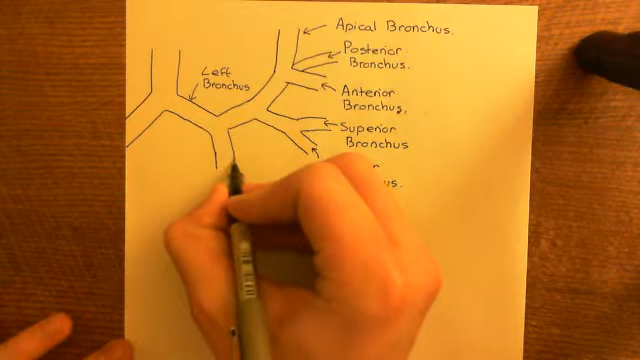 Apical Bronchus.
Posterior
Bronchus.
Left
Bronchus
Anterior
Bronchus.
Superior
Bronchus